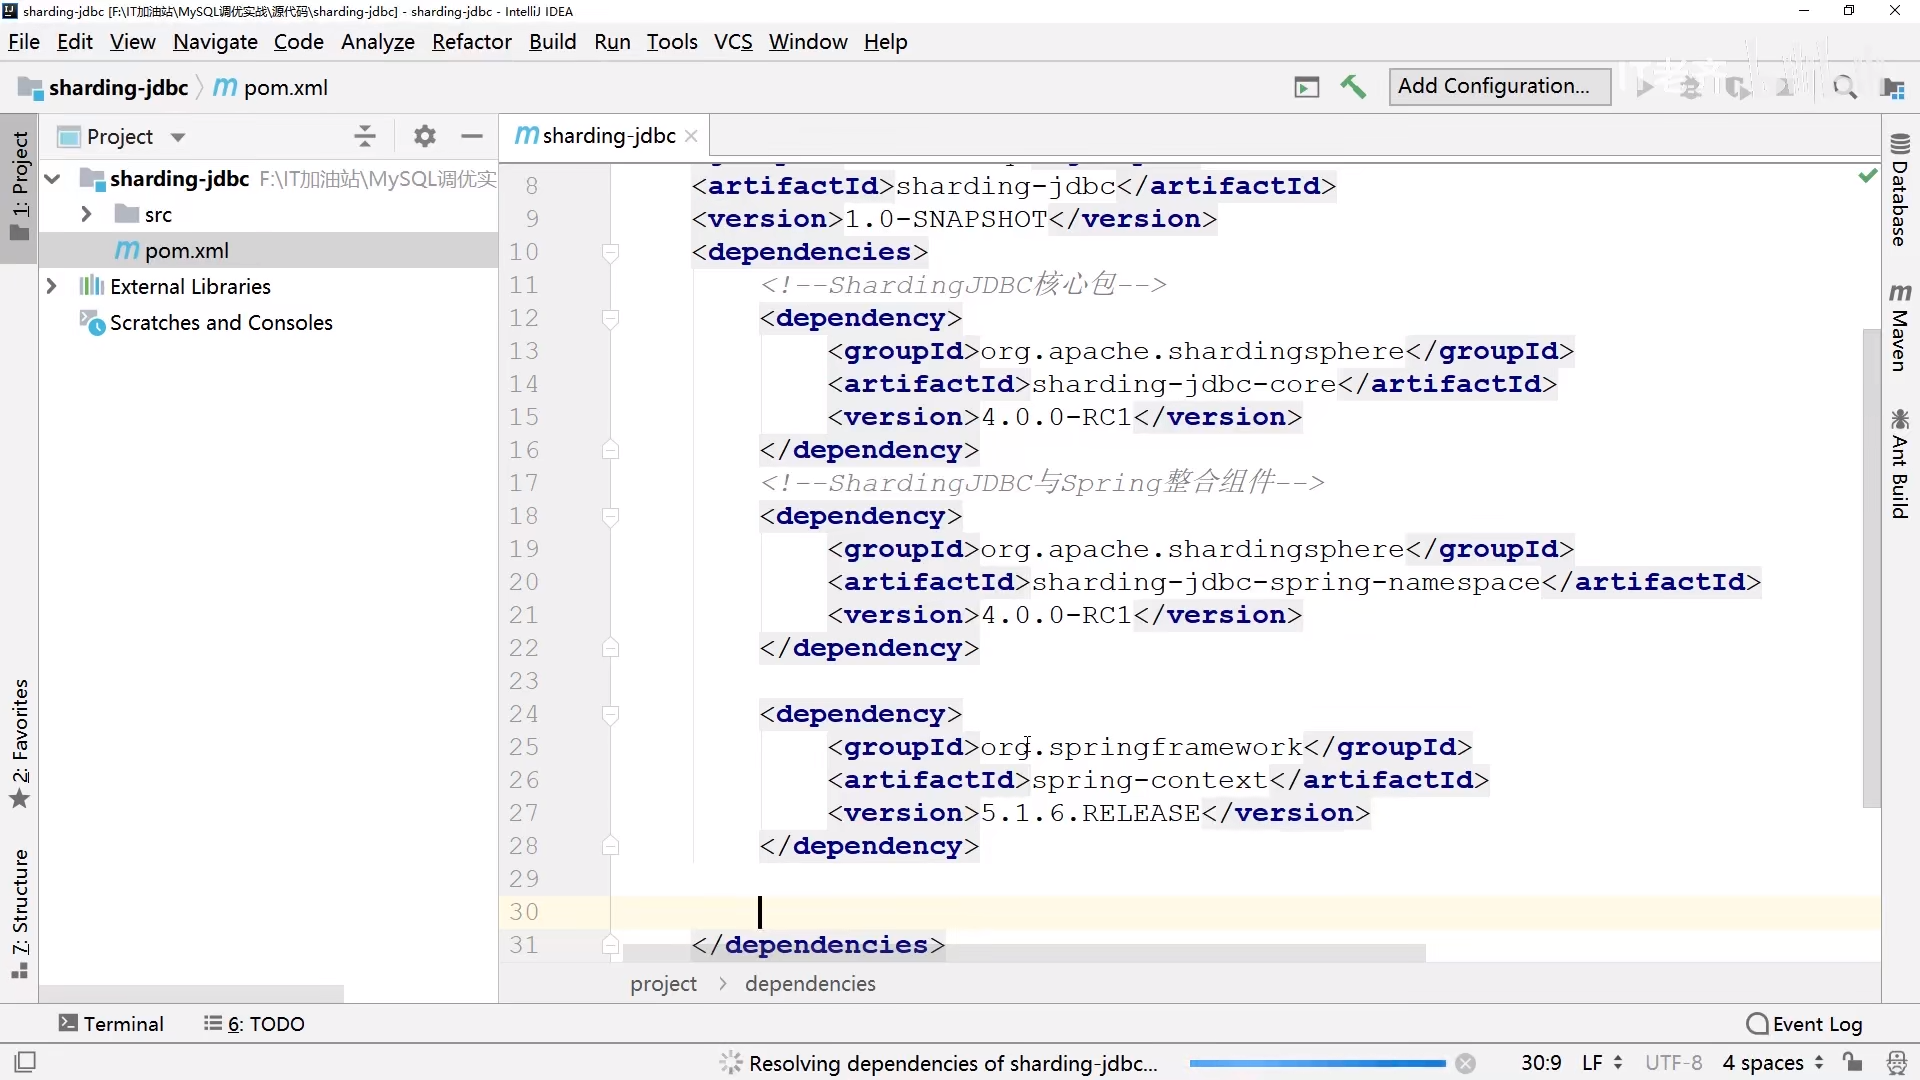 sharding-jdbc [F:\IT加油站\MySQL调优实战\源代码\sharding-jdbc] - sharding-jdbc - IntelliJ IDEA
File Edit View Navigate Code Analyze Refactor Build Run Tools VCS Window Help
sharding-jdbc pom.xml
Add Configuration...
IT老齐
1: Project
Project
sharding-jdbc F:\IT加油站\MySQL调优实
src
pom.xml
External Libraries
Scratches and Consoles
2: Favorites
7: Structure
sharding-jdbc
8 <artifactId>sharding-jdbc</artifactId>
9 <version>1.0-SNAPSHOT</version>
10 <dependencies>
11 <!--ShardingJDBC核心包-->
12 <dependency>
13 <groupId>org.apache.shardingsphere</groupId>
14 <artifactId>sharding-jdbc-core</artifactId>
15 <version>4.0.0-RC1</version>
16 </dependency>
17 <!--ShardingJDBC与Spring整合组件-->
18 <dependency>
19 <groupId>org.apache.shardingsphere</groupId>
20 <artifactId>sharding-jdbc-spring-namespace</artifactId>
21 <version>4.0.0-RC1</version>
22 </dependency>
23
24 <dependency>
25 <groupId>org.springframework</groupId>
26 <artifactId>spring-context</artifactId>
27 <version>5.1.6.RELEASE</version>
28 </dependency>
29
30
31 </dependencies>
project > dependencies
Database
Maven
Ant Build
Terminal 6: TODO Event Log
Resolving dependencies of sharding-jdbc... 30:9 LF UTF-8 4 spaces